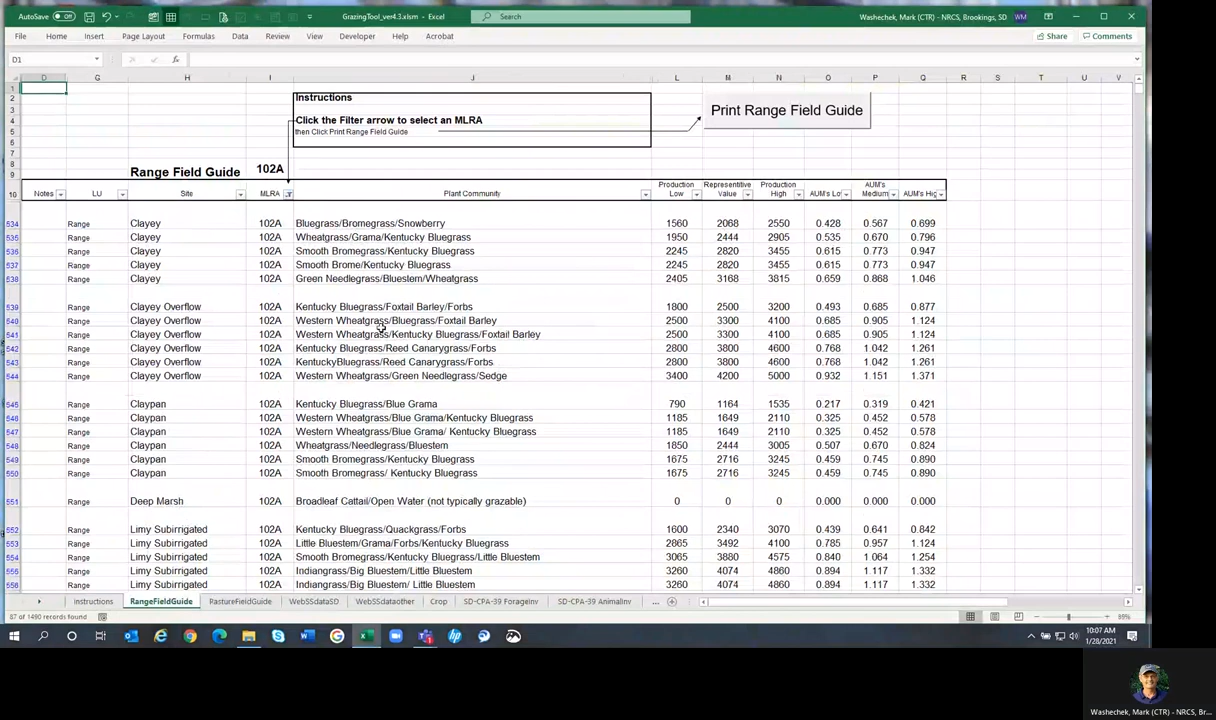 AutoSave Off GrazingTool_ver4.3.xlsm - Excel Search Washechek, Mark (CTR) - NRCS, Brookings, SD WM
File Home Insert Page Layout Formulas Data Review View Developer Help Acrobat Share Comments
D1 fx
D G H I J L M N O P Q R S T U V
1
2 Instructions
3 Print Range Field Guide
4 Click the Filter arrow to select an MLRA
5 then Click Print Range Field Guide
6
7
8
9 Range Field Guide 102A
10 Notes LU Site MLRA Plant Community Production Low Representitive Value Production High AUM's Lo AUM's Medium AUM's Hig
534 Range Clayey 102A Bluegrass/Bromegrass/Snowberry 1560 2068 2550 0.428 0.567 0.699
535 Range Clayey 102A Wheatgrass/Grama/Kentucky Bluegrass 1950 2444 2905 0.535 0.670 0.796
536 Range Clayey 102A Smooth Bromegrass/Kentucky Bluegrass 2245 2820 3455 0.615 0.773 0.947
537 Range Clayey 102A Smooth Brome/Kentucky Bluegrass 2245 2820 3455 0.615 0.773 0.947
538 Range Clayey 102A Green Needlegrass/Bluestem/Wheatgrass 2405 3168 3815 0.659 0.868 1.046
539 Range Clayey Overflow 102A Kentucky Bluegrass/Foxtail Barley/Forbs 1800 2500 3200 0.493 0.685 0.877
540 Range Clayey Overflow 102A Western Wheatgrass/Bluegrass/Foxtail Barley 2500 3300 4100 0.685 0.905 1.124
541 Range Clayey Overflow 102A Western Wheatgrass/Kentucky Bluegrass/Foxtail Barley 2500 3300 4100 0.685 0.905 1.124
542 Range Clayey Overflow 102A Kentucky Bluegrass/Reed Canarygrass/Forbs 2800 3800 4600 0.768 1.042 1.261
543 Range Clayey Overflow 102A KentuckyBluegrass/Reed Canarygrass/Forbs 2800 3800 4600 0.768 1.042 1.261
544 Range Clayey Overflow 102A Western Wheatgrass/Green Needlegrass/Sedge 3400 4200 5000 0.932 1.151 1.371
545 Range Claypan 102A Kentucky Bluegrass/Blue Grama 790 1164 1535 0.217 0.319 0.421
546 Range Claypan 102A Western Wheatgrass/Blue Grama/Kentucky Bluegrass 1185 1649 2110 0.325 0.452 0.578
547 Range Claypan 102A Western Wheatgrass/Blue Grama/ Kentucky Bluegrass 1185 1649 2110 0.325 0.452 0.578
548 Range Claypan 102A Wheatgrass/Needlegrass/Bluestem 1850 2444 3005 0.507 0.670 0.824
549 Range Claypan 102A Smooth Bromegrass/Kentucky Bluegrass 1675 2716 3245 0.459 0.745 0.890
550 Range Claypan 102A Smooth Bromegrass/ Kentucky Bluegrass 1675 2716 3245 0.459 0.745 0.890
551 Range Deep Marsh 102A Broadleaf Cattail/Open Water (not typically grazable) 0 0 0 0.000 0.000 0.000
552 Range Limy Subirrigated 102A Kentucky Bluegrass/Quackgrass/Forbs 1600 2340 3070 0.439 0.641 0.842
553 Range Limy Subirrigated 102A Little Bluestem/Grama/Forbs/Kentucky Bluegrass 2865 3492 4100 0.785 0.957 1.124
554 Range Limy Subirrigated 102A Smooth Bromegrass/Kentucky Bluegrass/Little Bluestem 3065 3880 4575 0.840 1.064 1.254
555 Range Limy Subirrigated 102A Indiangrass/Big Bluestem/Little Bluestem 3260 4074 4860 0.894 1.117 1.332
556 Range Limy Subirrigated 102A Indiangrass/Big Bluestem/ Little Bluestem 3260 4074 4860 0.894 1.117 1.332
instructions RangeFieldGuide PastureFieldGuide WebSSdataSD WebSSdataother Crop SD-CPA-39 Forageinv SD-CPA-39 Animalinv ...
87 of 1490 records found
10:07 AM
1/28/2021
Washechek, Mark (CTR) - NRCS, Br...